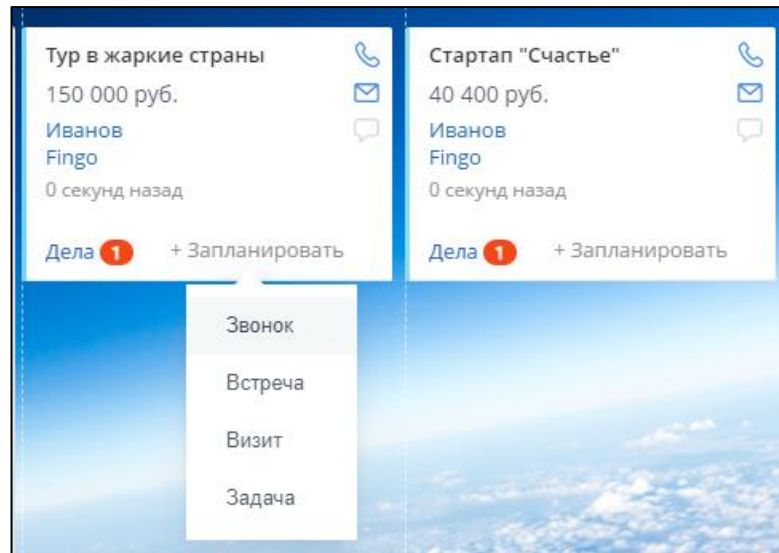 Тур в жаркие страны
150 000 руб.
Иванов
Fingo
0 секунд назад
Дела 1 + Запланировать
Звонок
Встреча
Визит
Задача
Стартап "Счастье"
40 400 руб.
Иванов
Fingo
0 секунд назад
Дела 1 + Запланировать